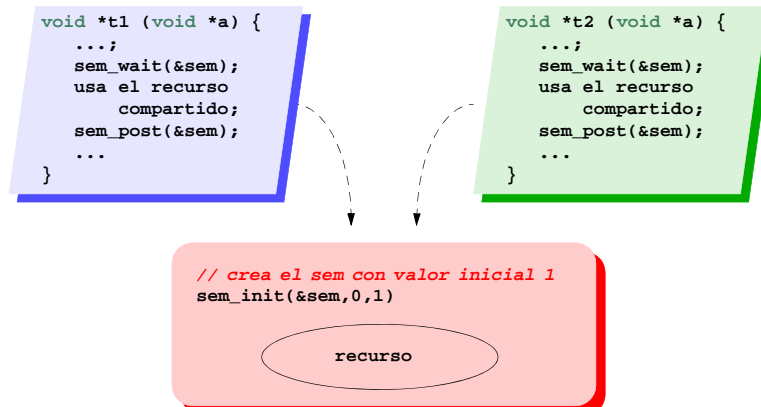 void *t1 (void *a) {
...;
sem_wait(&sem);
usa el recurso
compartido;
sem_post(&sem);
...
}
void *t2 (void *a) {
...;
sem_wait(&sem);
usa el recurso
compartido;
sem_post(&sem);
...
}
// crea el sem con valor inicial 1
sem_init(&sem,0,1)
recurso